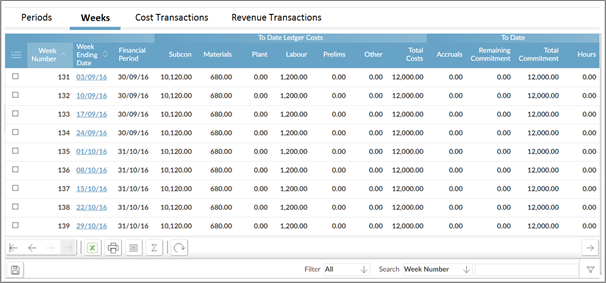 Periods Weeks Cost Transactions Revenue Transactions
To Date Ledger Costs To Date
Week Number Week Ending Date Financial Period Subcon Materials Plant Labour Prelims Other Total Costs Accruals Remaining Commitment Total Commitment Hours
131 03/09/16 30/09/16 10,120.00 680.00 0.00 1,200.00 0.00 0.00 12,000.00 0.00 0.00 12,000.00 0.00
132 10/09/16 30/09/16 10,120.00 680.00 0.00 1,200.00 0.00 0.00 12,000.00 0.00 0.00 12,000.00 0.00
133 17/09/16 30/09/16 10,120.00 680.00 0.00 1,200.00 0.00 0.00 12,000.00 0.00 0.00 12,000.00 0.00
134 24/09/16 30/09/16 10,120.00 680.00 0.00 1,200.00 0.00 0.00 12,000.00 0.00 0.00 12,000.00 0.00
135 01/10/16 31/10/16 10,120.00 680.00 0.00 1,200.00 0.00 0.00 12,000.00 0.00 0.00 12,000.00 0.00
136 08/10/16 31/10/16 10,120.00 680.00 0.00 1,200.00 0.00 0.00 12,000.00 0.00 0.00 12,000.00 0.00
137 15/10/16 31/10/16 10,120.00 680.00 0.00 1,200.00 0.00 0.00 12,000.00 0.00 0.00 12,000.00 0.00
138 22/10/16 31/10/16 10,120.00 680.00 0.00 1,200.00 0.00 0.00 12,000.00 0.00 0.00 12,000.00 0.00
139 29/10/16 31/10/16 10,120.00 680.00 0.00 1,200.00 0.00 0.00 12,000.00 0.00 0.00 12,000.00 0.00
Filter All Search Week Number